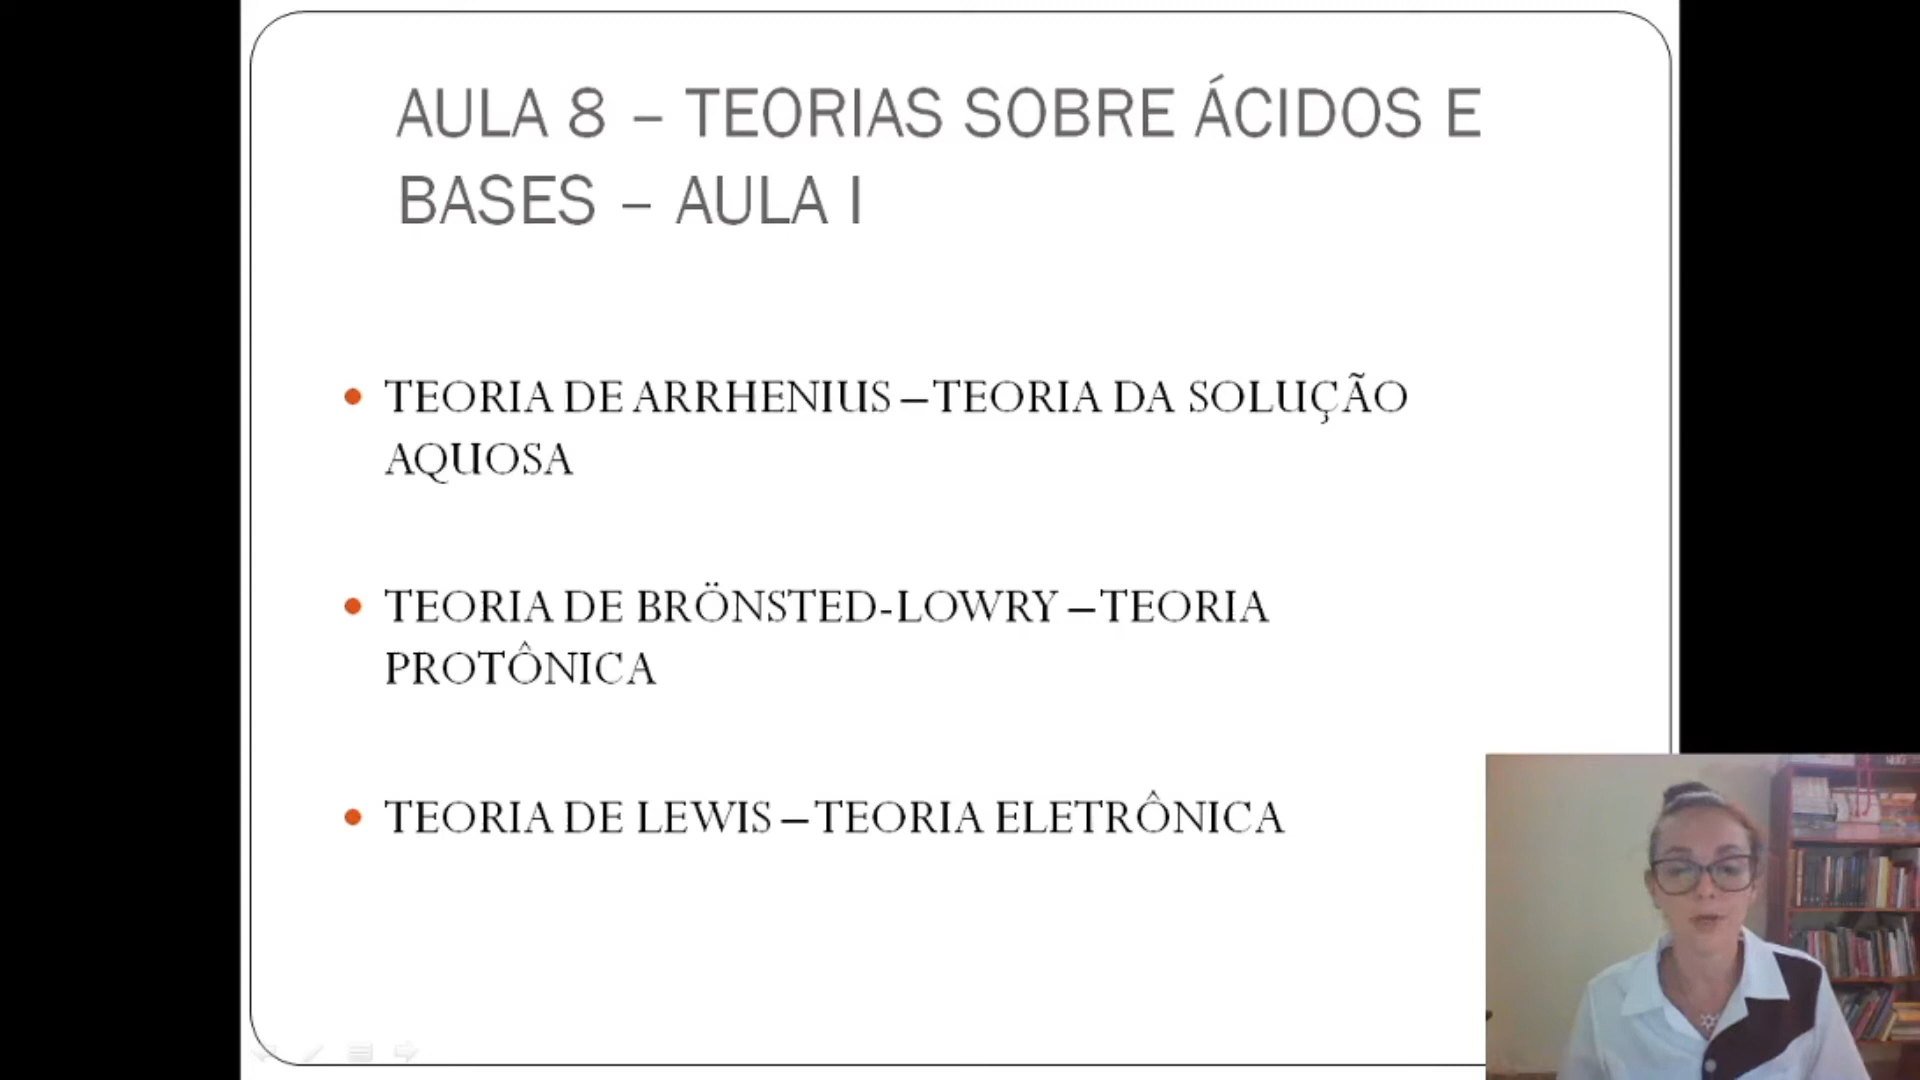 AULA 8 – TEORIAS SOBRE ÁCIDOS E
BASES – AULA I
• TEORIA DE ARRHENIUS – TEORIA DA SOLUÇÃO
AQUOSA
• TEORIA DE BRÖNSTED-LOWRY – TEORIA
PROTÔNICA
• TEORIA DE LEWIS – TEORIA ELETRÔNICA